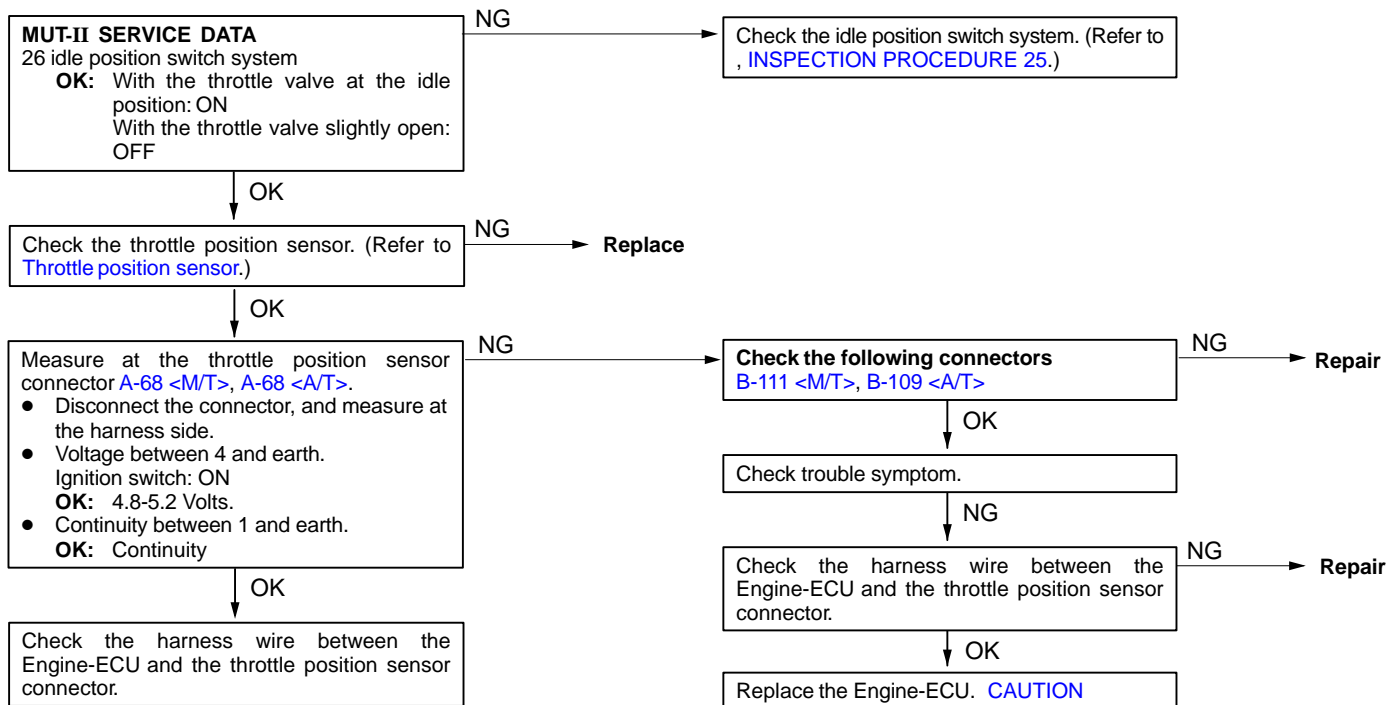 MUT-II SERVICE DATA
26 idle position switch system
OK: With the throttle valve at the idle
position: ON
With the throttle valve slightly open:
OFF
NG
Check the idle position switch system. (Refer to
, INSPECTION PROCEDURE 25.)
OK
Check the throttle position sensor. (Refer to
Throttle position sensor.)
NG
Replace
OK
Measure at the throttle position sensor
connector A-68 <M/T>, A-68 <A/T>.
● Disconnect the connector, and measure at
the harness side.
● Voltage between 4 and earth.
Ignition switch: ON
OK: 4.8-5.2 Volts.
● Continuity between 1 and earth.
OK: Continuity
NG
Check the following connectors
B-111 <M/T>, B-109 <A/T>
NG
Repair
OK
Check trouble symptom.
NG
Check the harness wire between the
Engine-ECU and the throttle position sensor
connector.
NG
Repair
OK
Replace the Engine-ECU. CAUTION
OK
Check the harness wire between the
Engine-ECU and the throttle position sensor
connector.